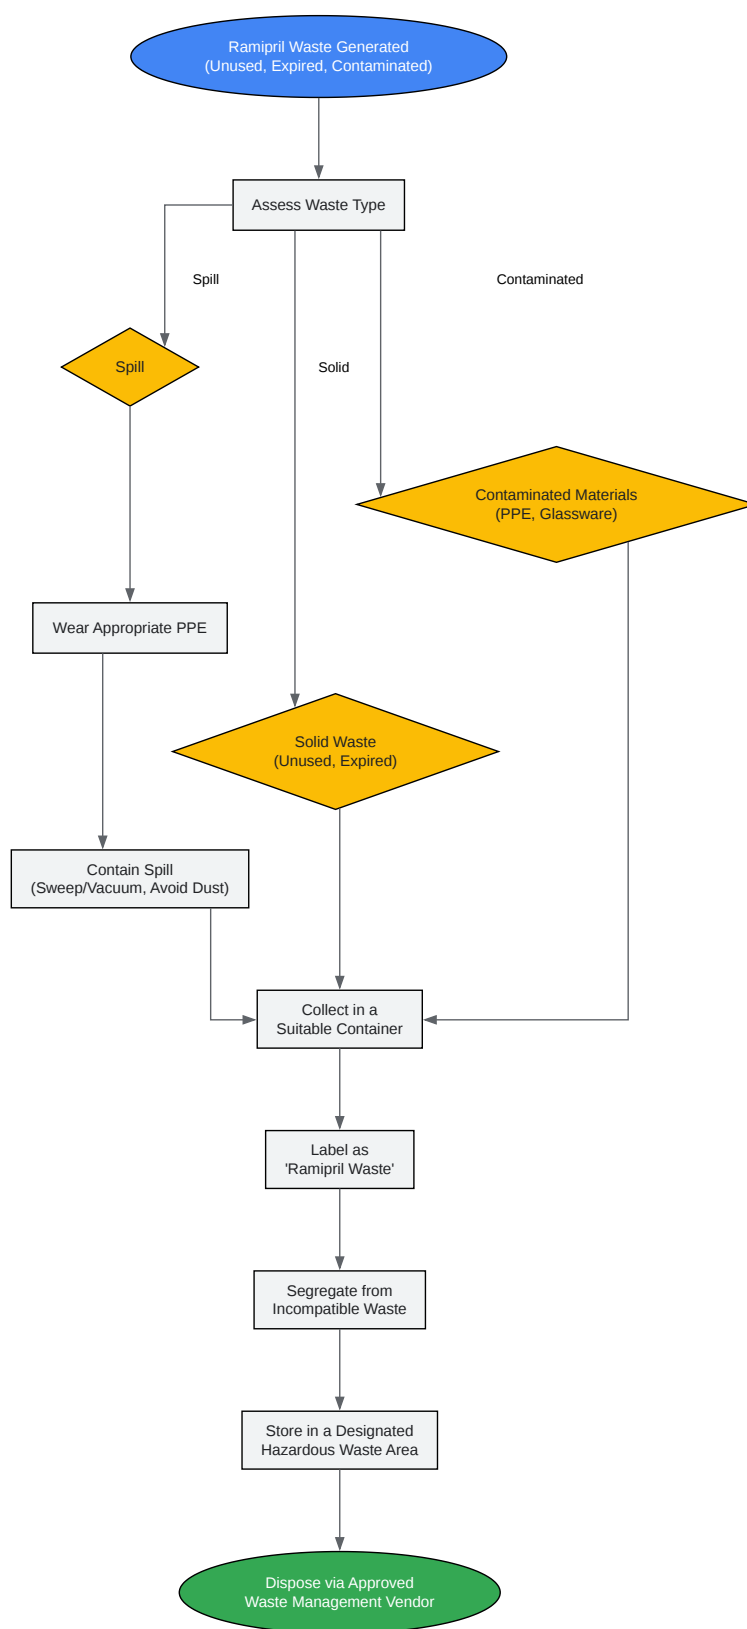 Ramipril Waste Generated
(Unused, Expired, Contaminated)
Assess Waste Type
Spill
Contaminated
Spill
Solid
Contaminated Materials
(PPE, Glassware)
Wear Appropriate PPE
Solid Waste
(Unused, Expired)
Contain Spill
(Sweep/Vacuum, Avoid Dust)
Collect in a
Suitable Container
Label as
'Ramipril Waste'
Segregate from
Incompatible Waste
Store in a Designated
Hazardous Waste Area
Dispose via Approved
Waste Management Vendor